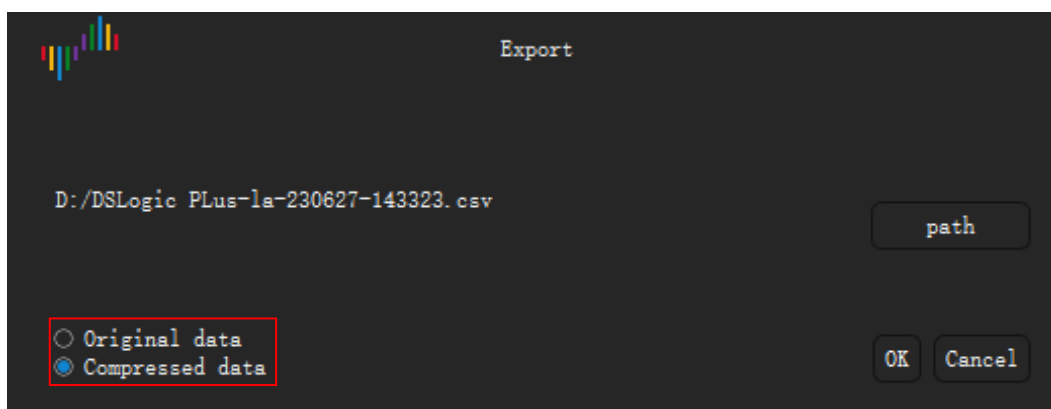 Export
D:/DSLogic PLus-la-230627-143323.csv
path
Original data
Compressed data
OK
Cancel